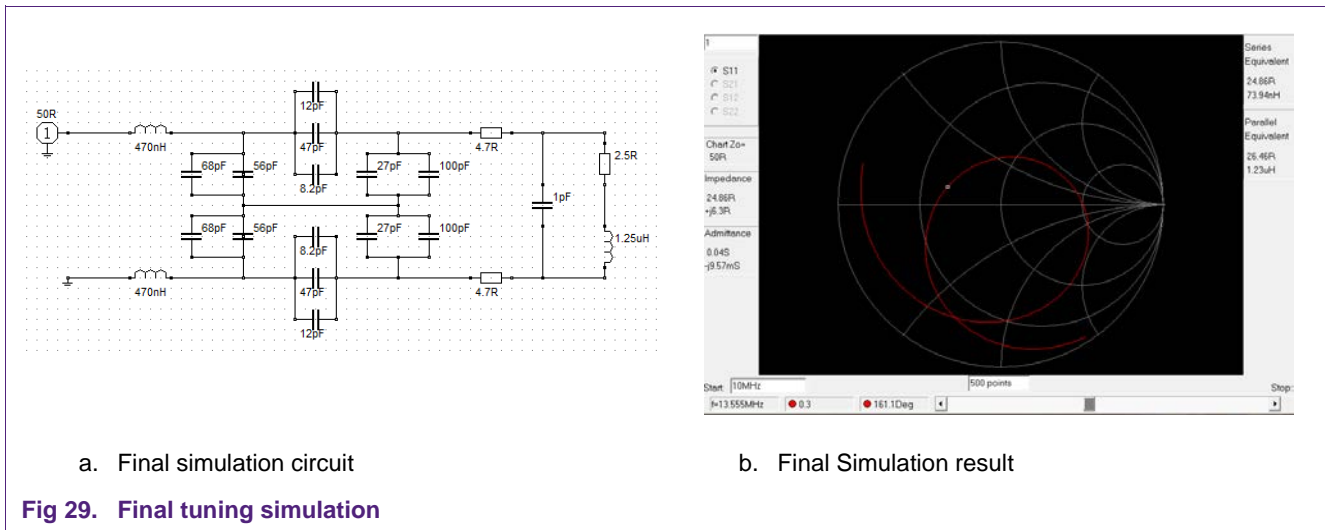 50R
1
470nH
12pF
47pF
8.2pF
68pF
56pF
27pF
100pF
4.7R
2.5R
1pF
1.25uH
68pF
56pF
8.2pF
27pF
100pF
470nH
47pF
12pF
4.7R
1
S11
S21
S12
S22
Chart Zo=
50R
Impedance
24.86R
+j6.3R
Admittance
0.04S
-j9.57mS
Series
Equivalent
24.86R
73.94nH
Parallel
Equivalent
26.46R
1.23uH
Start: 10MHz
500 points
Stop:
f=13.555MHz
0.3
161.1Deg
a. Final simulation circuit
b. Final Simulation result
Fig 29. Final tuning simulation